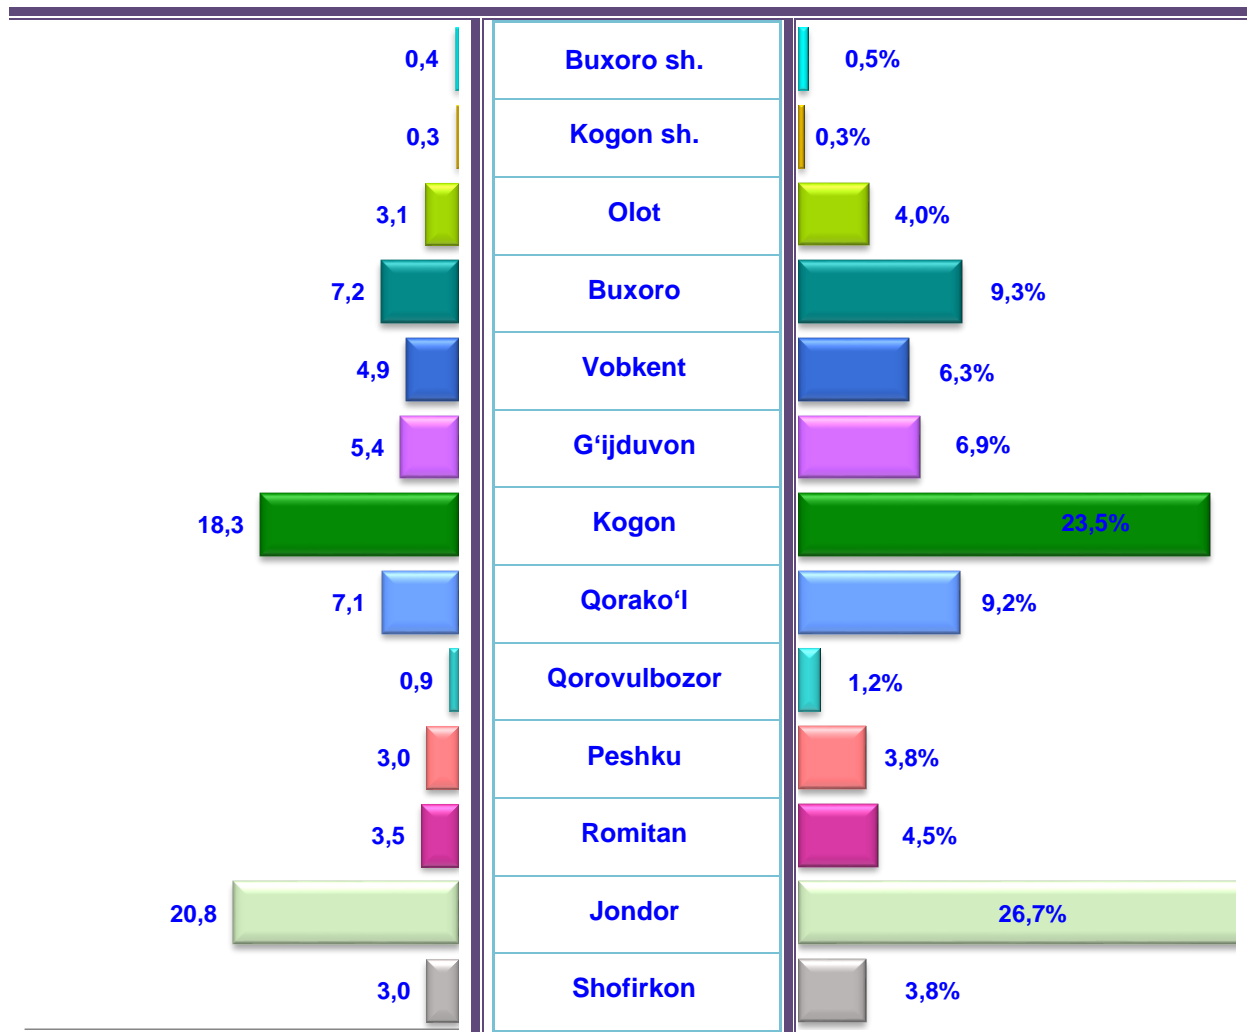 0,4 Buxoro sh. 0,5%
0,3 Kogon sh. 0,3%
3,1 Olot 4,0%
7,2 Buxoro 9,3%
4,9 Vobkent 6,3%
5,4 G‘ijduvon 6,9%
18,3 Kogon 23,5%
7,1 Qorako‘l 9,2%
0,9 Qorovulbozor 1,2%
3,0 Peshku 3,8%
3,5 Romitan 4,5%
20,8 Jondor 26,7%
3,0 Shofirkon 3,8%